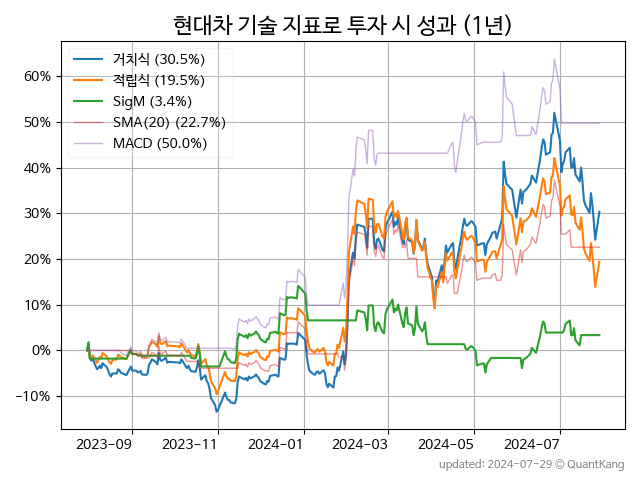 현대차 기술 지표로 투자 시 성과 (1년)
거치식 (30.5%)
적립식 (19.5%)
SigM (3.4%)
SMA(20) (22.7%)
MACD (50.0%)
60%
50%
40%
30%
20%
10%
0%
−10%
2023-09 2023-11 2024-01 2024-03 2024-05 2024-07
updated: 2024-07-29 © QuantKang